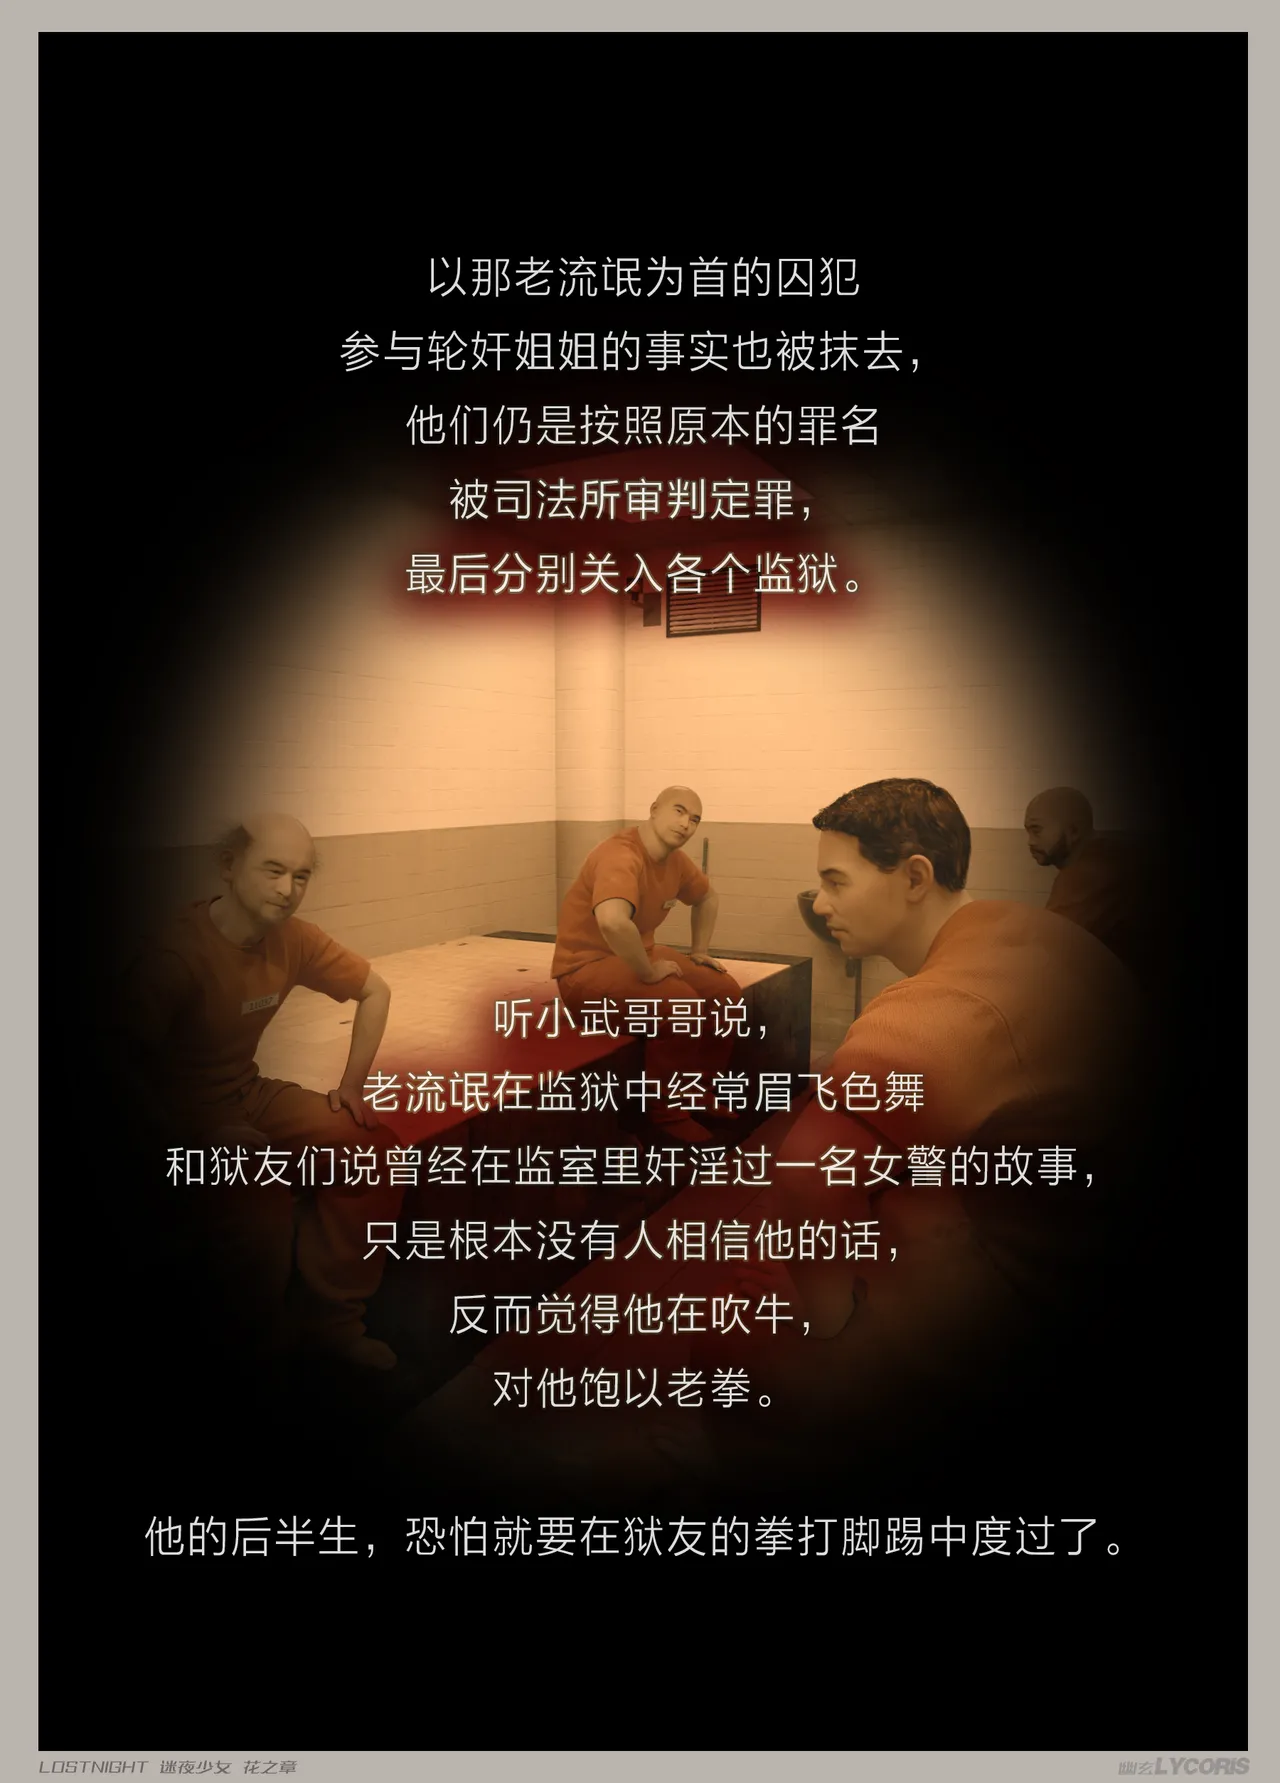 以那老流氓为首的囚犯
参与轮奸姐姐的事实也被抹去，
他们仍是按照原本的罪名
被司法所审判定罪，
最后分别关入各个监狱。
听小武哥哥说，
老流氓在监狱中经常眉飞色舞
和狱友们说曾经在监室里奸淫过一名女警的故事，
只是根本没有人相信他的话，
反而觉得他在吹牛，
对他饱以老拳。
他的后半生，恐怕就要在狱友的拳打脚踢中度过了。
LOSTNIGHT 迷夜少女 花之章
幽玄LYCORIS